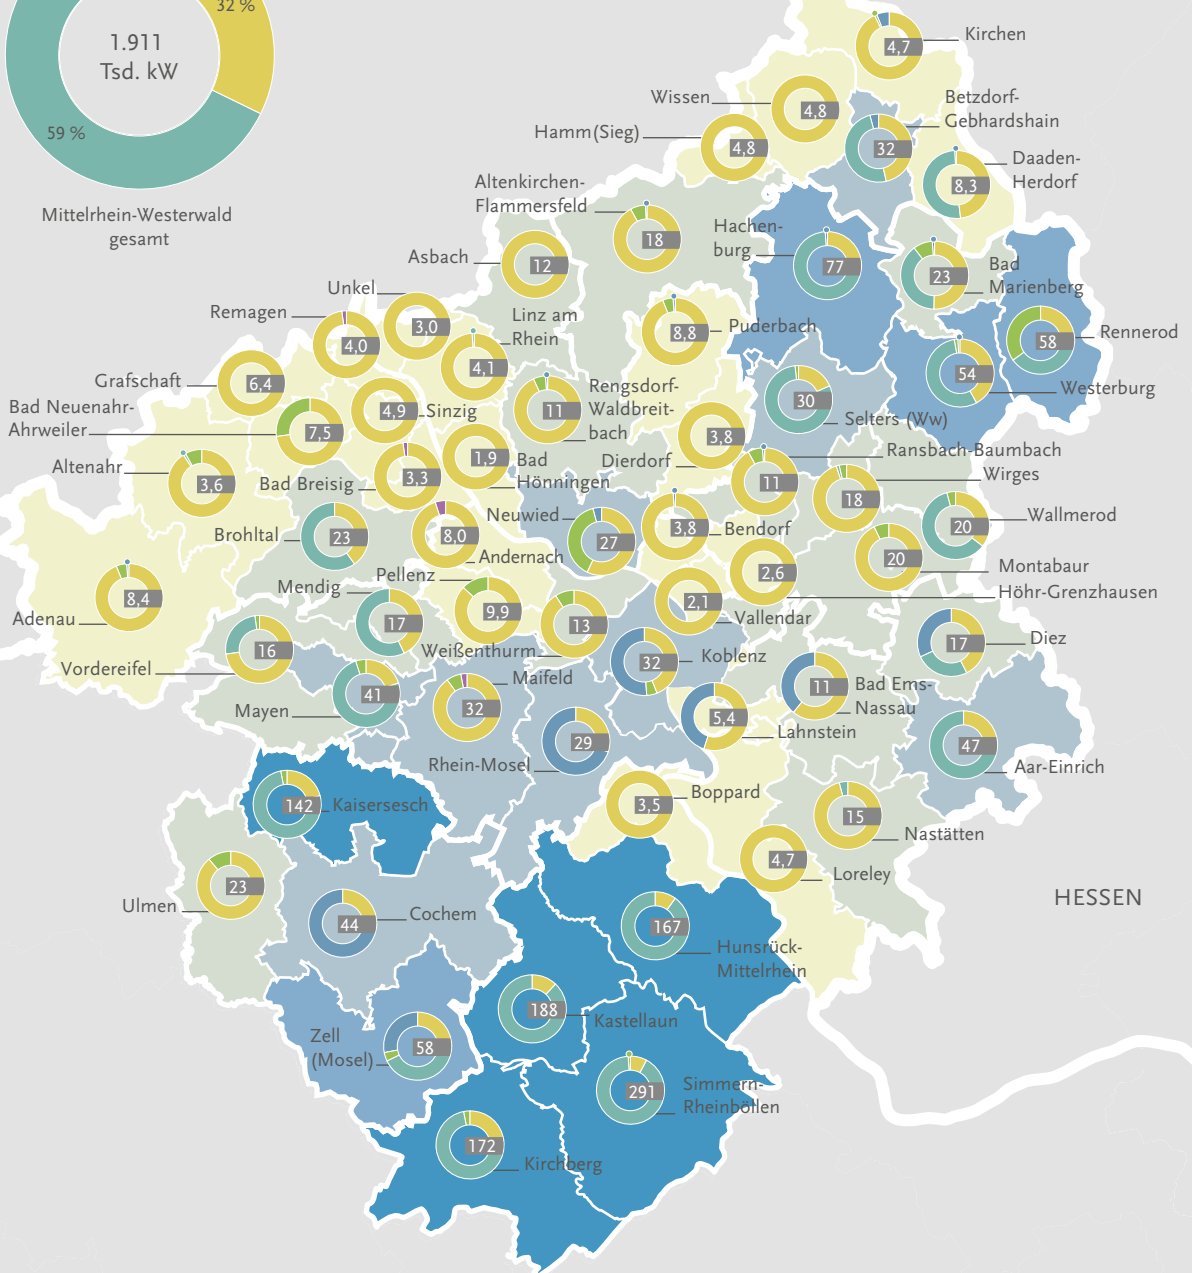 32 %
1.911
Tsd. kW
59 %
Mittelrhein-Westerwald
gesamt
Kirchen
4,7
Wissen
4,8
Betzdorf-
Gebhardshain
32
Hamm(Sieg)
4,8
Daaden-
Herdorf
8,3
Altenkirchen-
Flammersfeld
18
Hachen-
burg
77
Asbach
12
Bad
Marienberg
23
Unkel
3,0
Remagen
4,0
Linz am
Rhein
4,1
Puderbach
8,8
Rennerod
58
Grafschaft
6,4
Westerburg
54
Bad Neuenahr-
Ahrweiler
7,5
Sinzig
4,9
Rengsdorf-
Waldbreit-
bach
11
Selters (Ww)
30
Altenahr
3,6
Bad Breisig
3,3
Bad
Hönningen
1,9
Dierdorf
3,8
Ransbach-Baumbach
11
Wirges
18
Wallmerod
20
Brohltal
23
Andernach
8,0
Neuwied
27
Bendorf
3,8
Montabaur
20
Höhr-Grenzhausen
2,6
Adenau
8,4
Mendig
17
Pellenz
9,9
Weißenthurm
13
Vallendar
2,1
Vordereifel
16
Koblenz
32
Diez
17
Mayen
41
Maifeld
32
Bad Ems-
Nassau
11
Lahnstein
5,4
Rhein-Mosel
29
Aar-Einrich
47
Kaisersesch
142
Boppard
3,5
Nastätten
15
Loreley
4,7
Ulmen
23
HESSEN
Cochem
44
Hunsrück-
Mittelrhein
167
Kastellaun
188
Zell
(Mosel)
58
Simmern-
Rheinböllen
291
Kirchberg
172